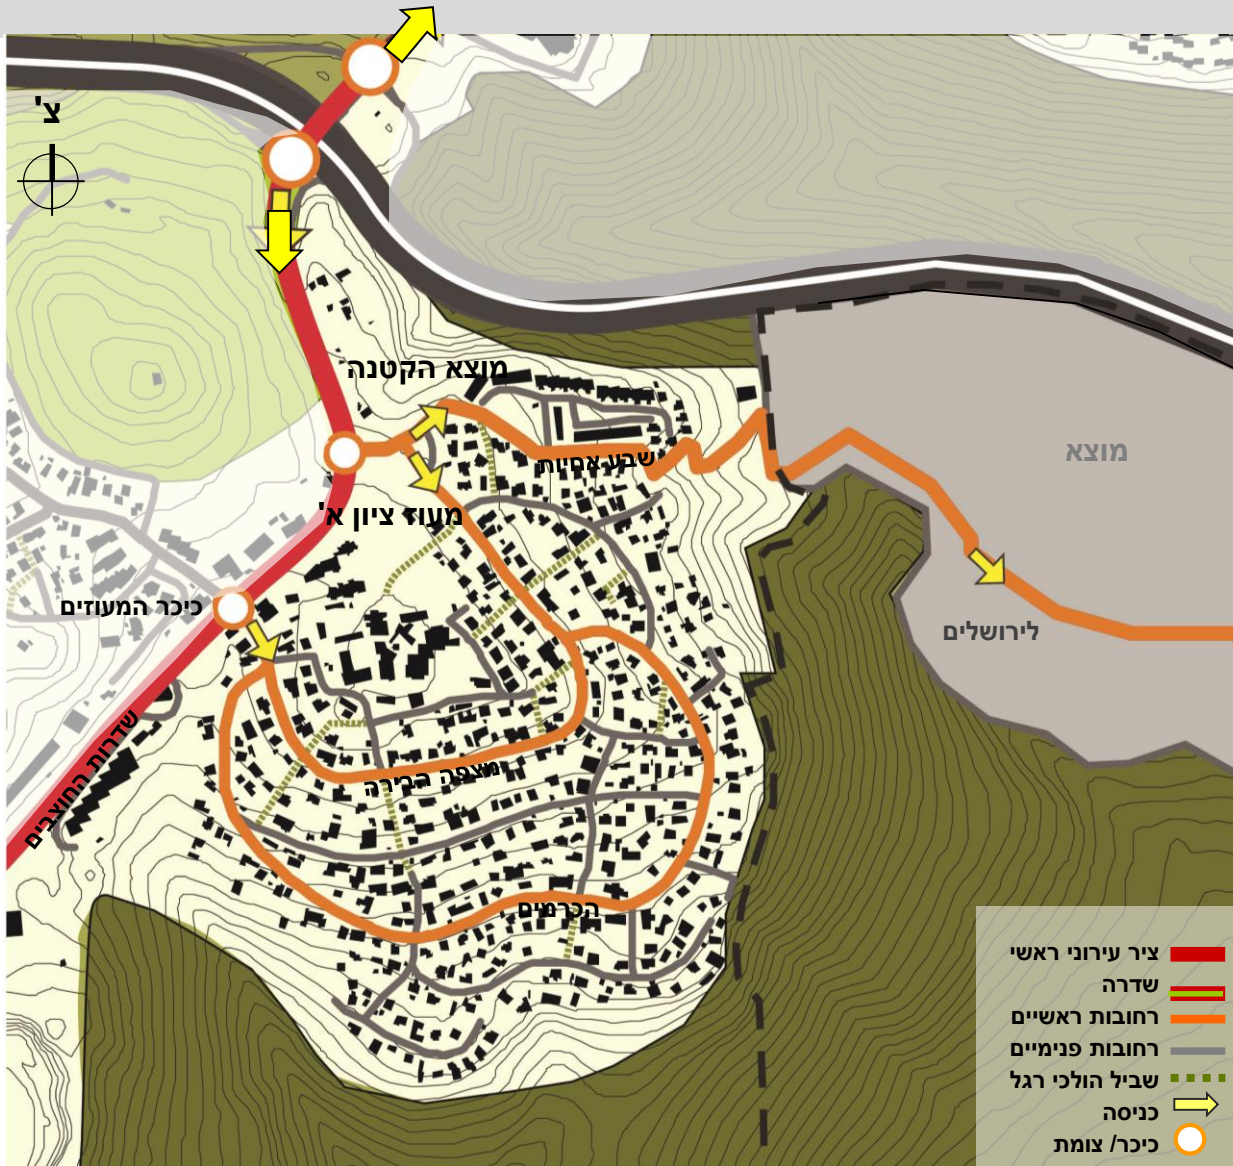 צ'
מוצא הקטנה
מוצא
שבע אחיות
מעוז ציון א'
כיכר המעוזים
לירושלים
שדרות החוצבים
מצפה הבירה
הכרמים
ציר עירוני ראשי
שדרה
רחובות ראשיים
רחובות פנימיים
שביל הולכי רגל
כניסה
כיכר/ צומת